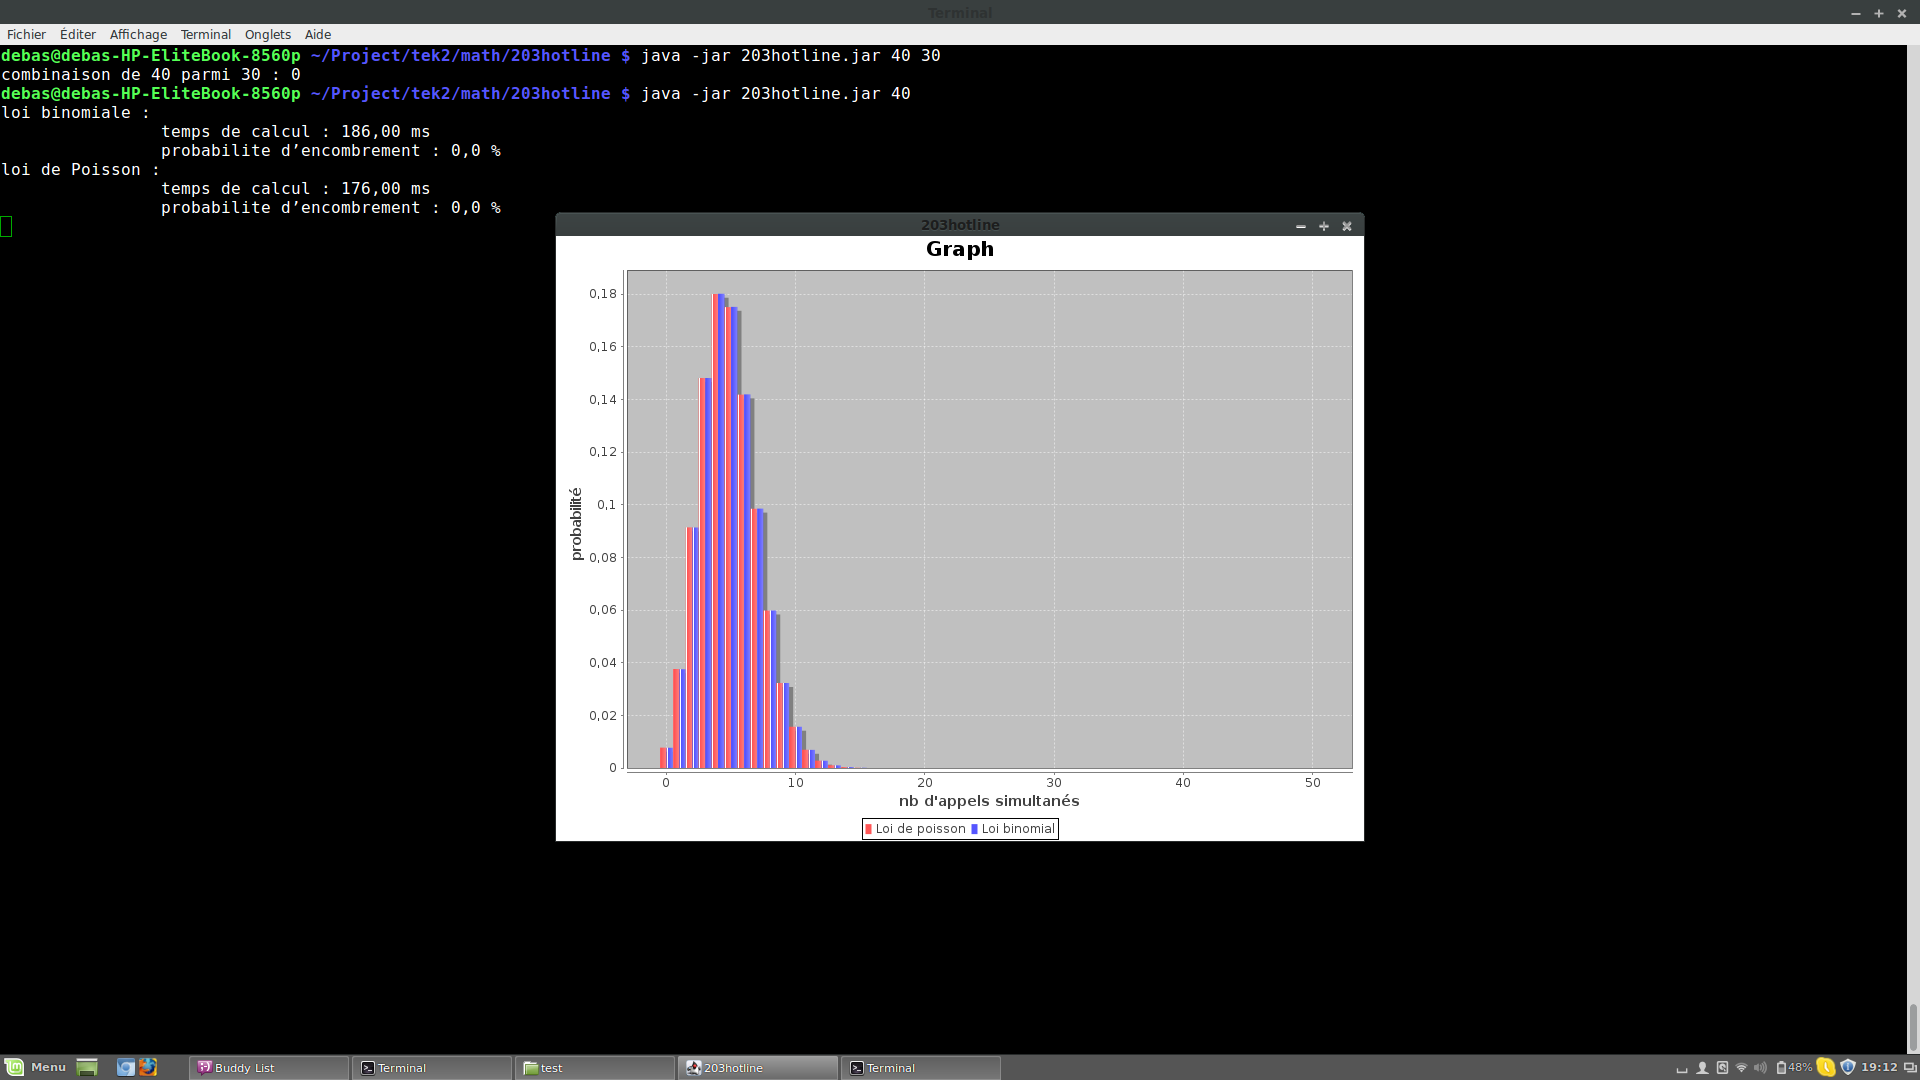 Terminal
Fichier Éditer Affichage Terminal Onglets Aide
debas@debas-HP-EliteBook-8560p ~/Project/tek2/math/203hotline $ java -jar 203hotline.jar 40 30
combinaison de 40 parmi 30 : 0
debas@debas-HP-EliteBook-8560p ~/Project/tek2/math/203hotline $ java -jar 203hotline.jar 40
loi binomiale :
temps de calcul : 186,00 ms
probabilite d’encombrement : 0,0 %
loi de Poisson :
temps de calcul : 176,00 ms
probabilite d’encombrement : 0,0 %
203hotline
Graph
0,18
0,16
0,14
0,12
0,1
0,08
0,06
0,04
0,02
0
probabilité
0 10 20 30 40 50
nb d'appels simultanés
Loi de poisson Loi binomial
Menu Buddy List Terminal test 203hotline Terminal 48% 19:12